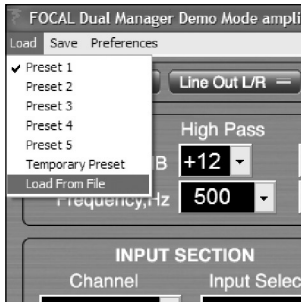 FOCAL Dual Manager Demo Mode ampli
Load Save Preferences
✓ Preset 1
Preset 2
Preset 3
Preset 4
Preset 5
Temporary Preset
Load From File
Line Out L/R
High Pass
B +12
Frequency,Hz 500
INPUT SECTION
Channel Input Selec